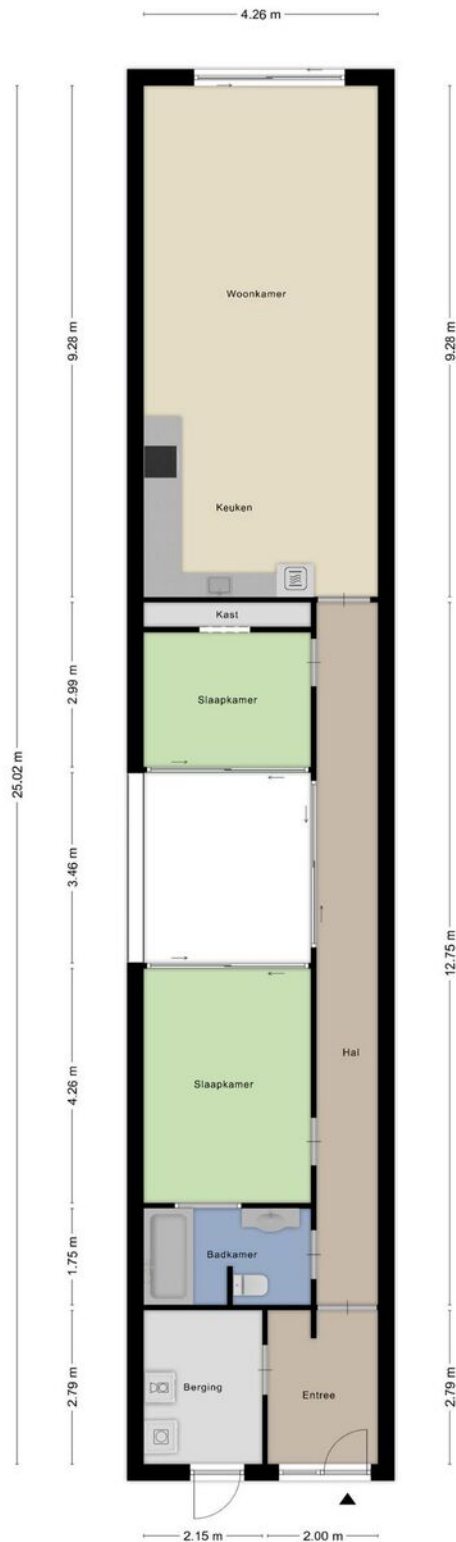 4.26 m
Woonkamer
9.28 m
9.28 m
Keuken
Kast
2.99 m
Slaapkamer
25.02 m
3.46 m
12.75 m
Hal
4.26 m
Slaapkamer
1.75 m
Badkamer
2.79 m
Berging
Entree
2.79 m
2.15 m
2.00 m